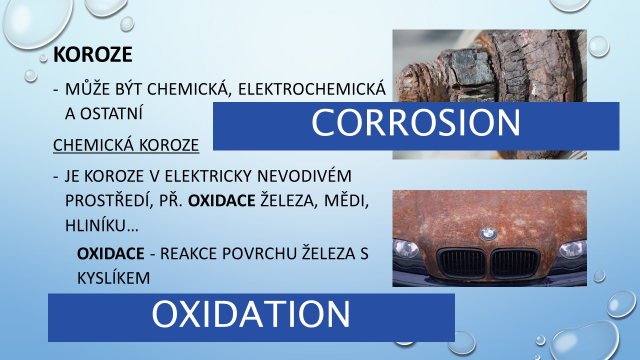 KOROZE
- MŮŽE BÝT CHEMICKÁ, ELEKTROCHEMICKÁ
A OSTATNÍ
CORROSION
CHEMICKÁ KOROZE
- JE KOROZE V ELEKTRICKY NEVODIVÉM
PROSTŘEDÍ, PŘ. OXIDACE ŽELEZA, MĚDI,
HLINÍKU...
OXIDACE - REAKCE POVRCHU ŽELEZA S
KYSLÍKEM
OXIDATION